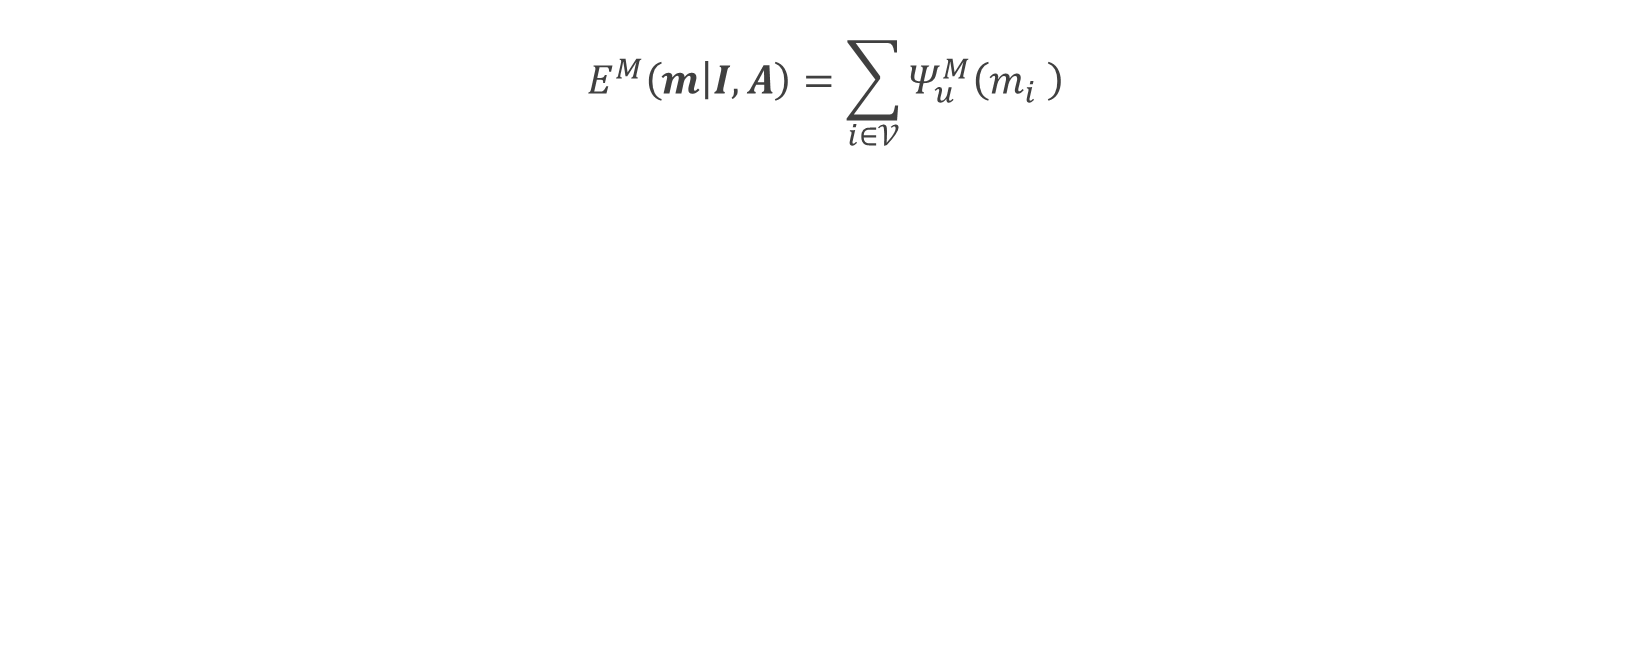 E^M(m|I, A) = ∑_{i∈𝒱} Ψ_u^M(m_i )